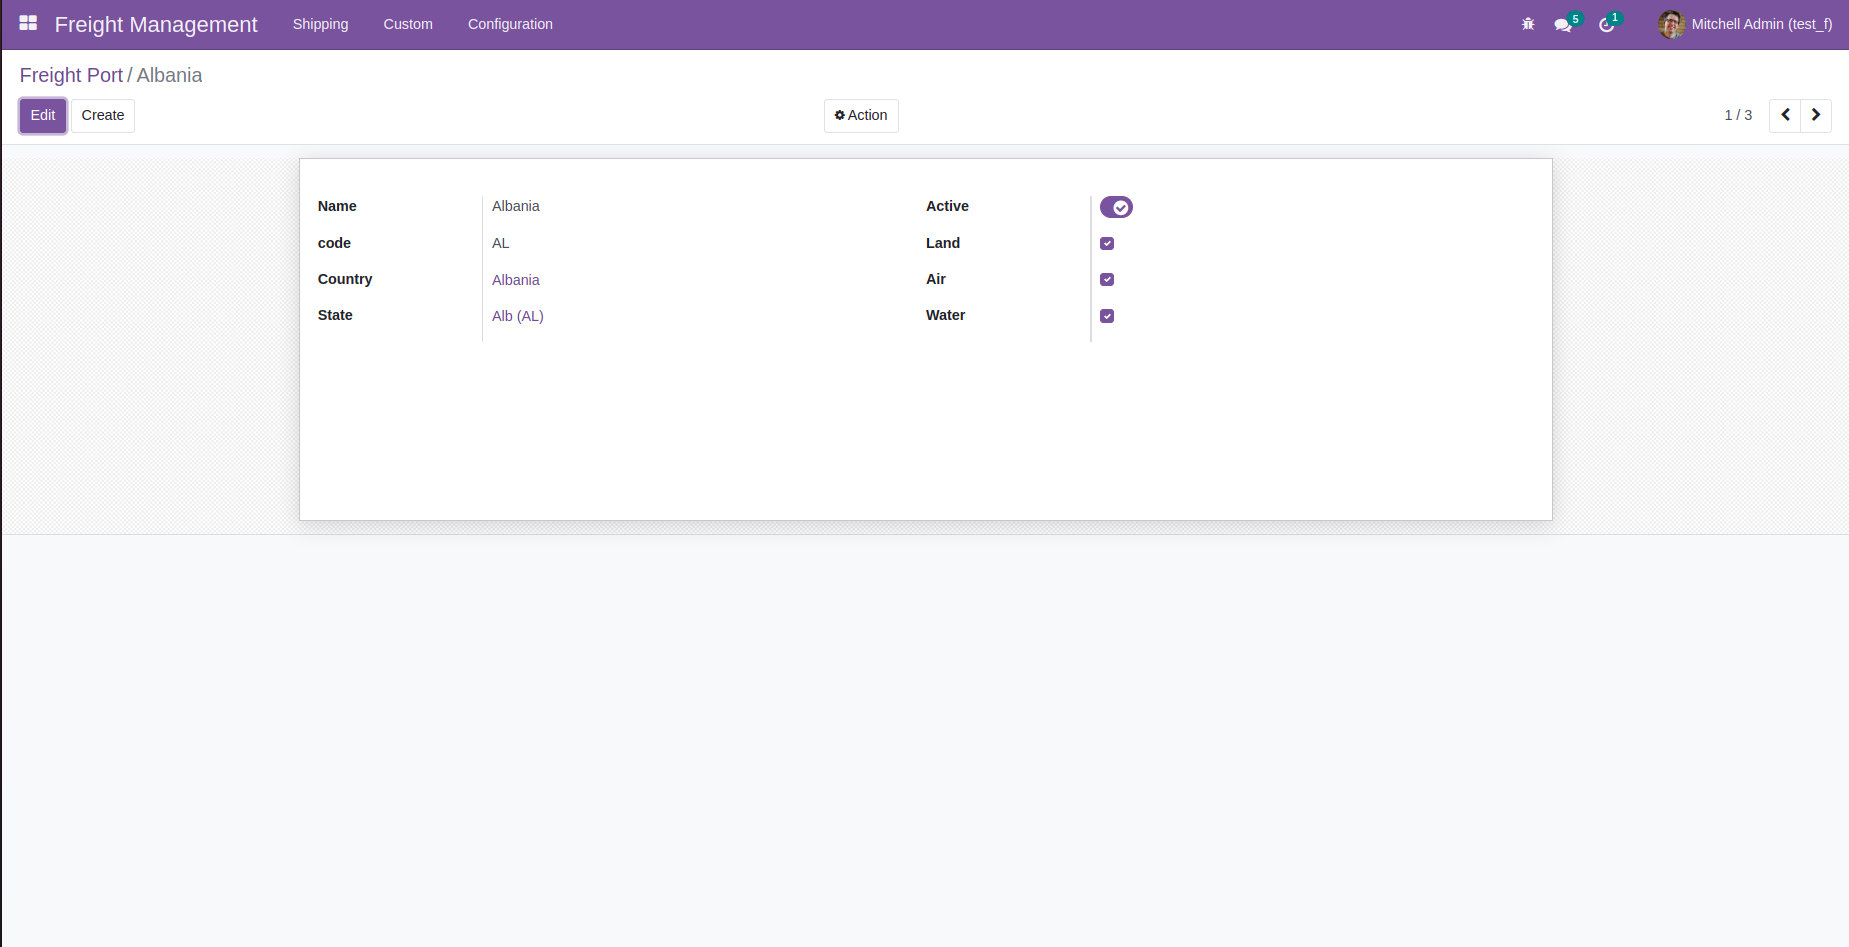 Freight Management Shipping Custom Configuration 5 1 Mitchell Admin (test_f)
Freight Port / Albania
Edit Create Action 1 / 3
Name Albania Active
code AL Land
Country Albania Air
State Alb (AL) Water